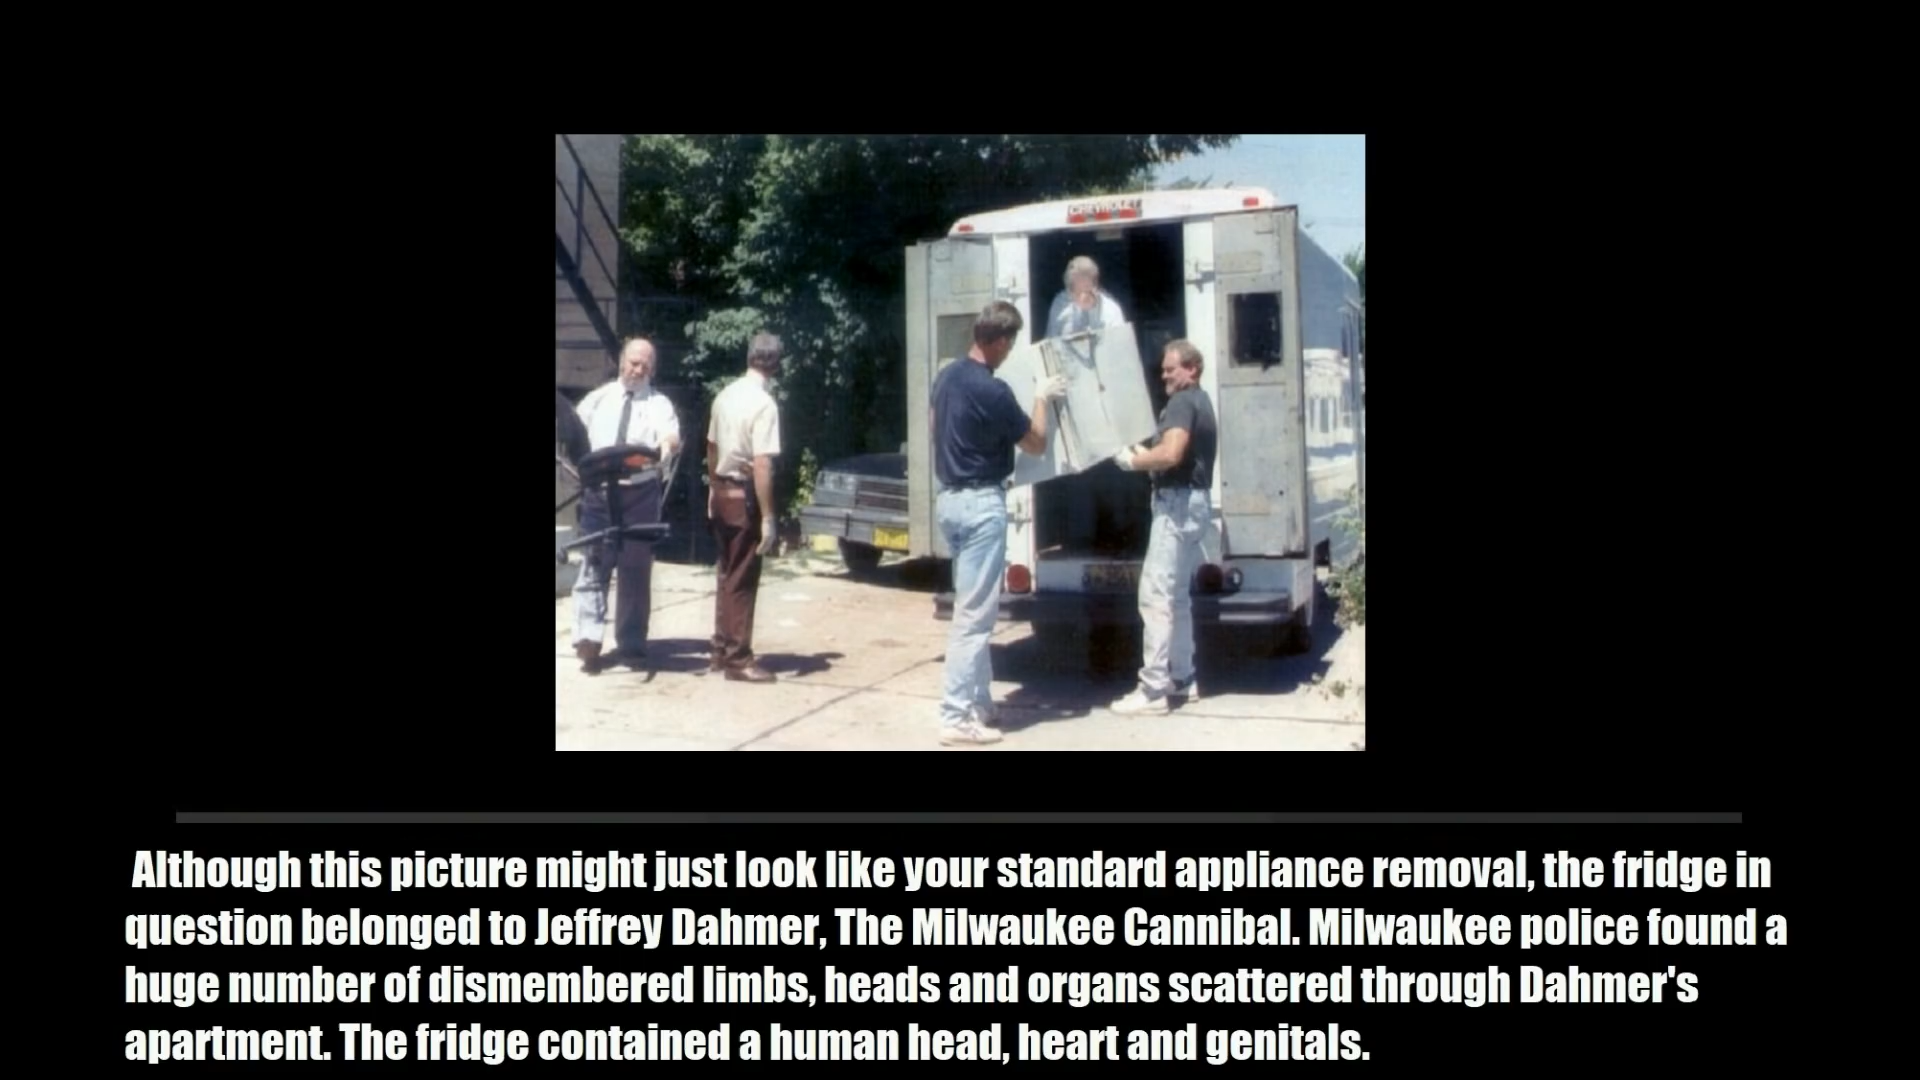 CHEVROLET
Although this picture might just look like your standard appliance removal, the fridge in
question belonged to Jeffrey Dahmer, The Milwaukee Cannibal. Milwaukee police found a
huge number of dismembered limbs, heads and organs scattered through Dahmer's
apartment. The fridge contained a human head, heart and genitals.